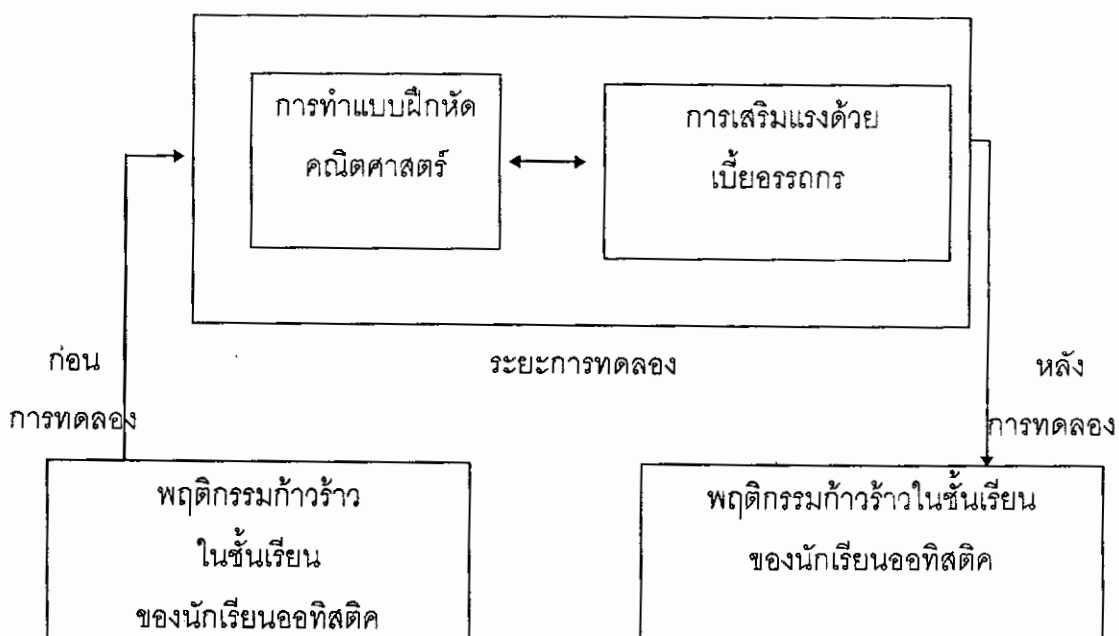 การทำแบบฝึกหัด
คณิตศาสตร์
การเสริมแรงด้วย
เบี้ยอรรถกร
ก่อน
การทดลอง
ระยะการทดลอง
หลัง
การทดลอง
พฤติกรรมก้าวร้าว
ในชั้นเรียน
ของนักเรียนออทิสติค
พฤติกรรมก้าวร้าวในชั้นเรียน
ของนักเรียนออทิสติค